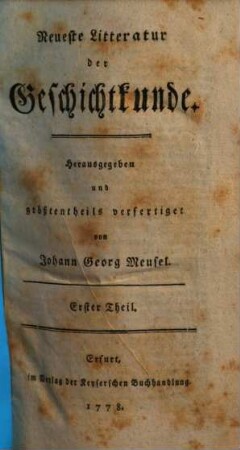 Neueste Litteratur
der
Geschichtkunde.
Herausgegeben
und
größtentheils verfertiget
von
Johann Georg Meusel.
Erster Theil.
Erfurt,
im Verlag der Keyserschen Buchhandlung.
1778.